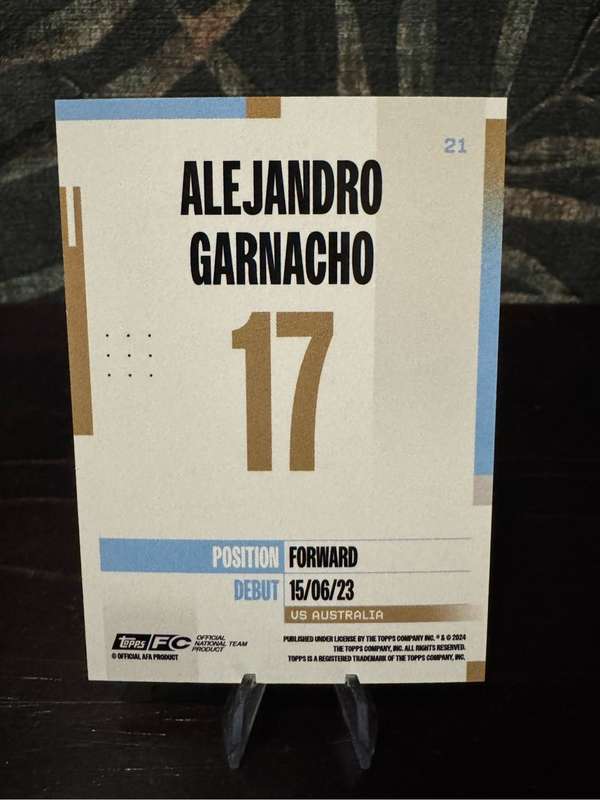 21
ALEJANDRO
GARNACHO
17
POSITION FORWARD
DEBUT 15/06/23
VS AUSTRALIA
topps FC OFFICIAL
NATIONAL TEAM
PRODUCT
© OFFICIAL AFA PRODUCT
PUBLISHED UNDER LICENSE BY THE TOPPS COMPANY INC. ® & © 2024
THE TOPPS COMPANY, INC. ALL RIGHTS RESERVED.
TOPPS IS A REGISTERED TRADEMARK OF THE TOPPS COMPANY, INC.